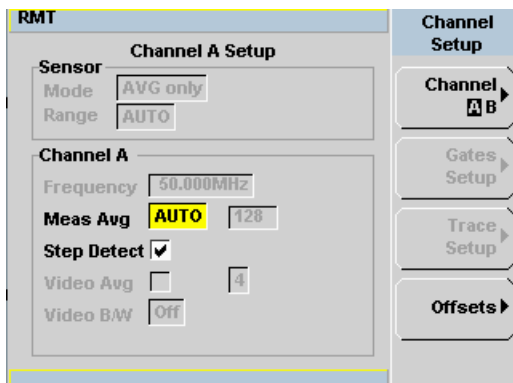 RMT
Channel A Setup
Sensor
Mode AVG only
Range AUTO
Channel A
Frequency 50.000MHz
Meas Avg AUTO 128
Step Detect
Video Avg 4
Video B/W Off
Channel
Setup
Channel
A B
Gates
Setup
Trace
Setup
Offsets